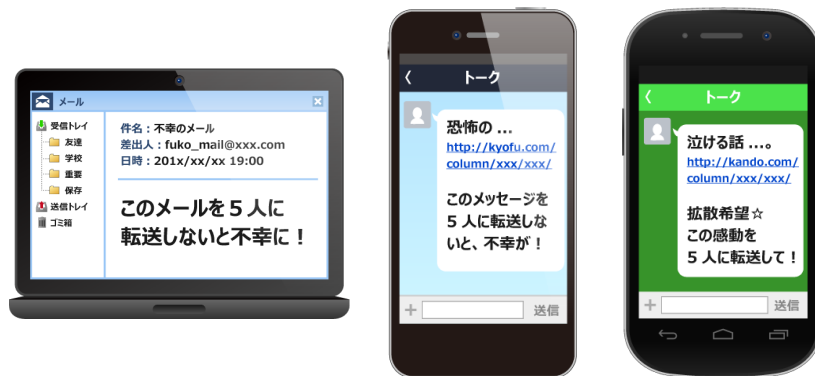 メール
受信トレイ
友達
学校
重要
保存
送信トレイ
ゴミ箱
件名：不幸のメール
差出人：fuko_mail@xxx.com
日時：201x/xx/xx 19:00
このメールを５人に
転送しないと不幸に！
トーク
恐怖の ...
http://kyofu.com/
column/xxx/xxx/
このメッセージを
５人に転送しな
いと、不幸が！
送信
トーク
泣ける話 ...。
http://kando.com/
column/xxx/xxx/
拡散希望☆
この感動を
５人に転送して！
送信